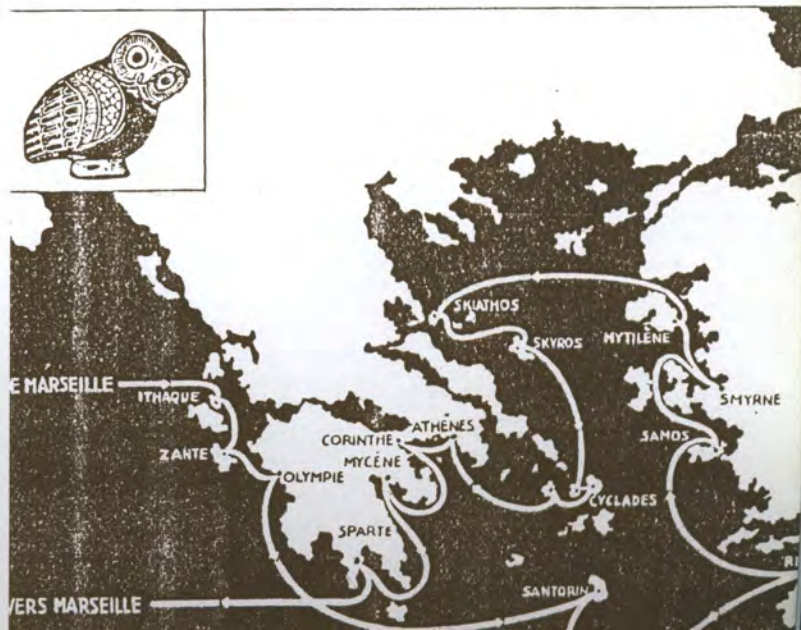 SKIATHOS
SKYROS
MYTILÈNE
E MARSEILLE
ITHAQUE
SMYRNE
ATHÈNES
CORINTHE
SAMOS
ZANTE
MYCÈNE
OLYMPIE
CYCLADES
SPARTE
SANTORIN
VERS MARSEILLE